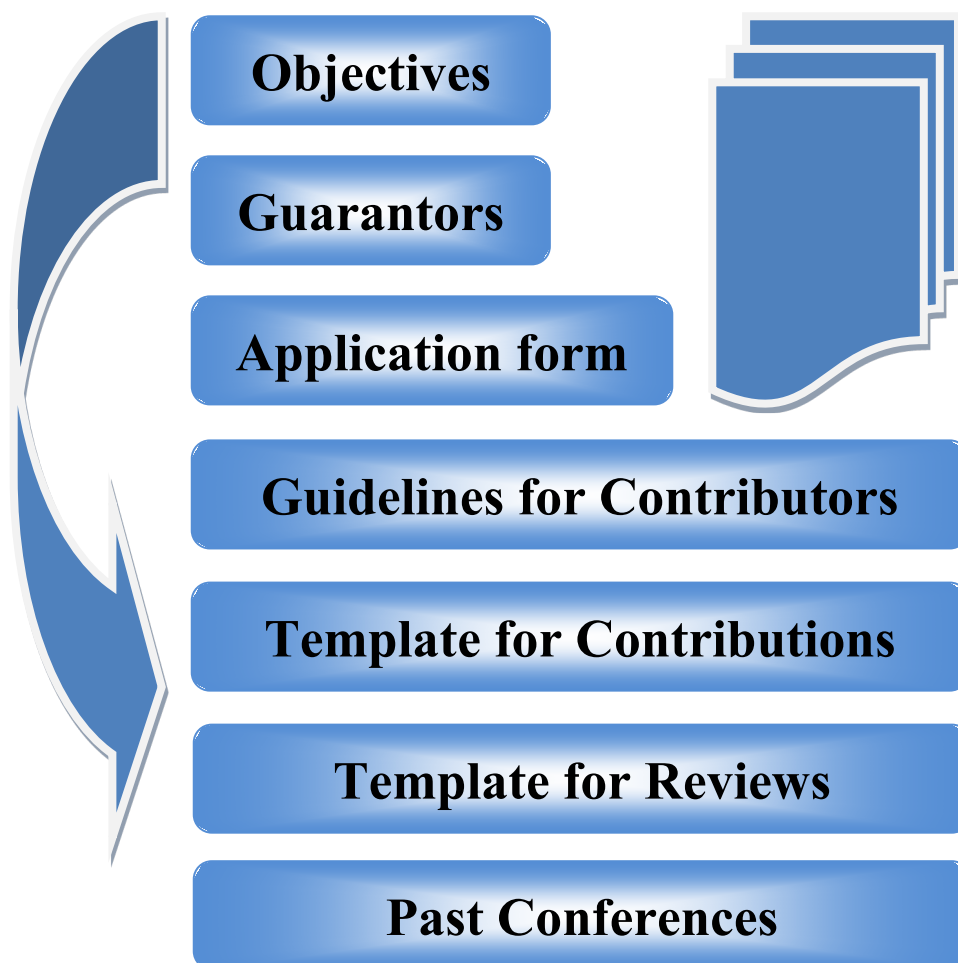 Objectives
Guarantors
Application form
Guidelines for Contributors
Template for Contributions
Template for Reviews
Past Conferences